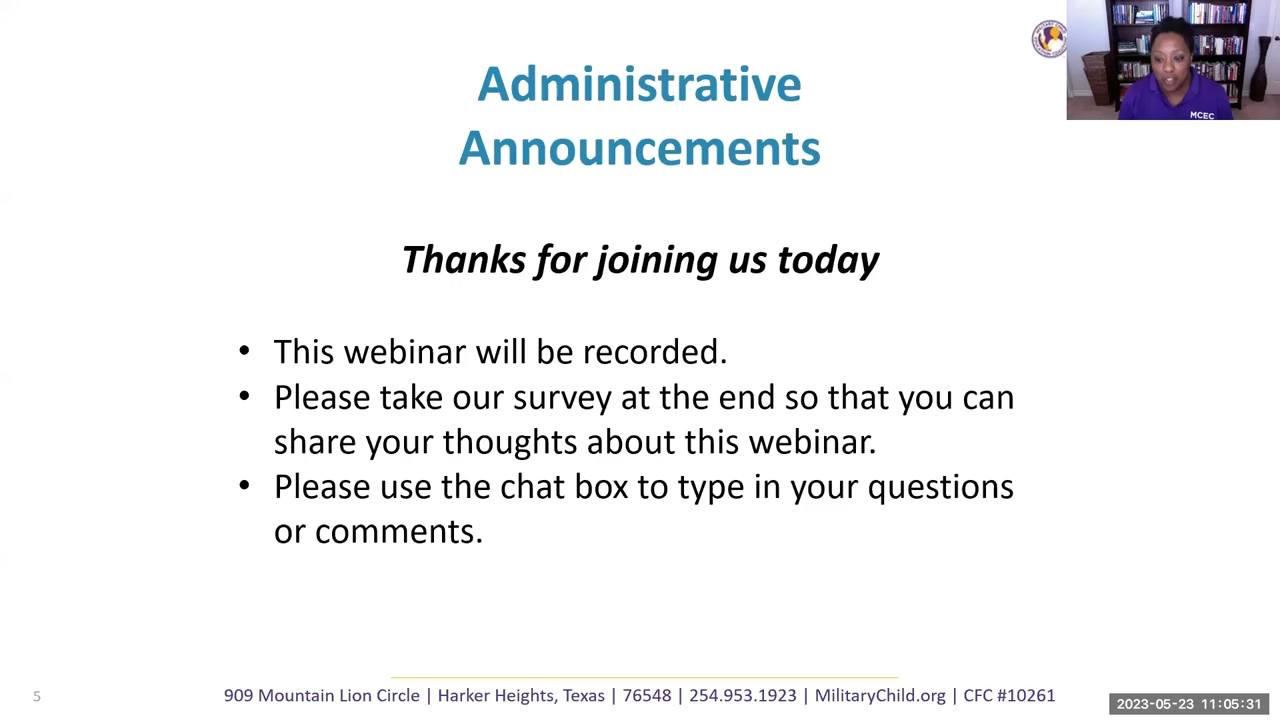 Administrative
Announcements
MCEC
Thanks for joining us today
• This webinar will be recorded.
• Please take our survey at the end so that you can
share your thoughts about this webinar.
• Please use the chat box to type in your questions
or comments.
5
909 Mountain Lion Circle | Harker Heights, Texas | 76548 | 254.953.1923 | MilitaryChild.org | CFC #10261
2023-05-23 11:05:31